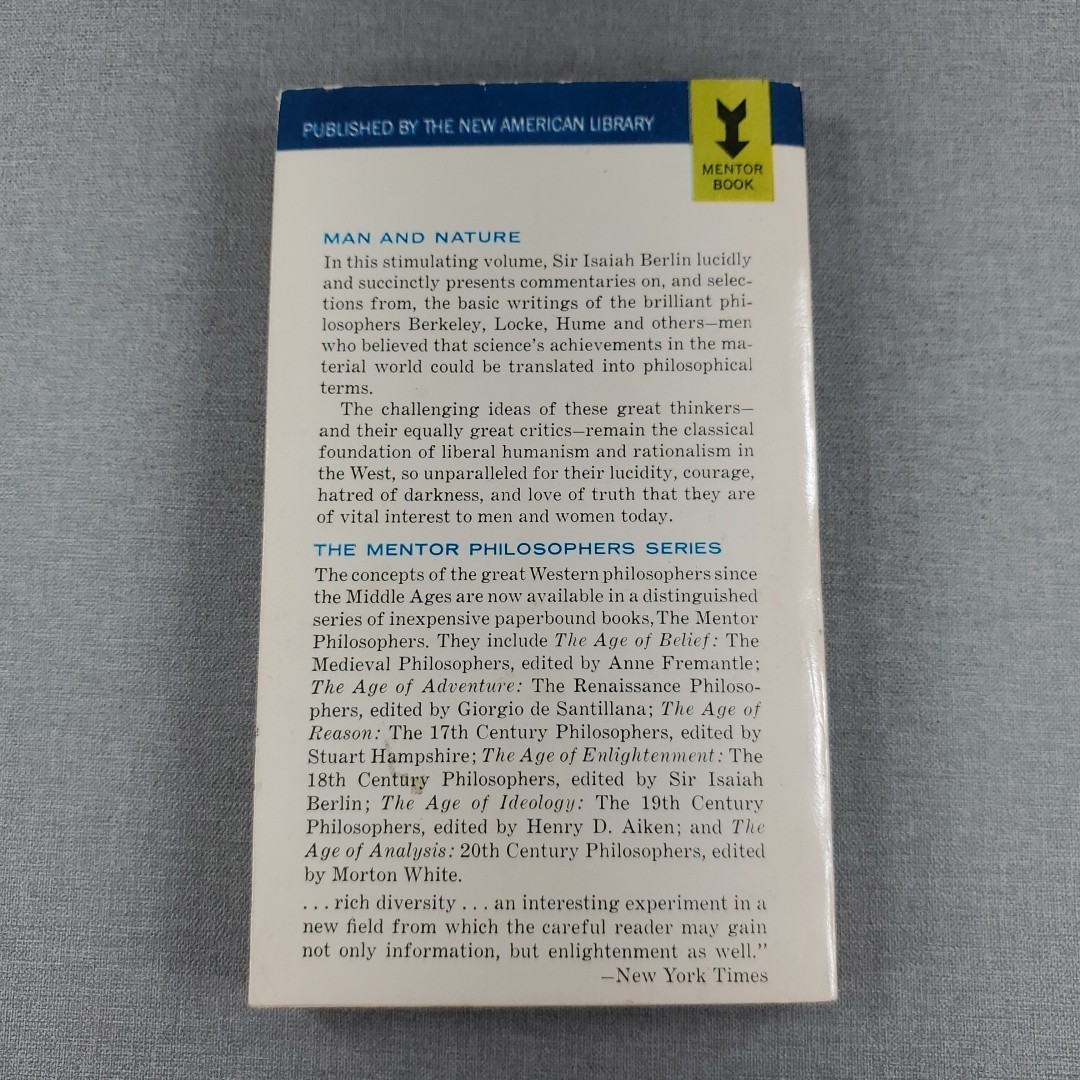 PUBLISHED BY THE NEW AMERICAN LIBRARY
MENTOR
BOOK
MAN AND NATURE
In this stimulating volume, Sir Isaiah Berlin lucidly
and succinctly presents commentaries on, and selec-
tions from, the basic writings of the brilliant phi-
losophers Berkeley, Locke, Hume and others—men
who believed that science's achievements in the ma-
terial world could be translated into philosophical
terms.
The challenging ideas of these great thinkers—
and their equally great critics—remain the classical
foundation of liberal humanism and rationalism in
the West, so unparalleled for their lucidity, courage,
hatred of darkness, and love of truth that they are
of vital interest to men and women today.
THE MENTOR PHILOSOPHERS SERIES
The concepts of the great Western philosophers since
the Middle Ages are now available in a distinguished
series of inexpensive paperbound books, The Mentor
Philosophers. They include The Age of Belief: The
Medieval Philosophers, edited by Anne Fremantle;
The Age of Adventure: The Renaissance Philoso-
phers, edited by Giorgio de Santillana; The Age of
Reason: The 17th Century Philosophers, edited by
Stuart Hampshire; The Age of Enlightenment: The
18th Century Philosophers, edited by Sir Isaiah
Berlin; The Age of Ideology: The 19th Century
Philosophers, edited by Henry D. Aiken; and The
Age of Analysis: 20th Century Philosophers, edited
by Morton White.
. . . rich diversity . . . an interesting experiment in a
new field from which the careful reader may gain
not only information, but enlightenment as well."
—New York Times